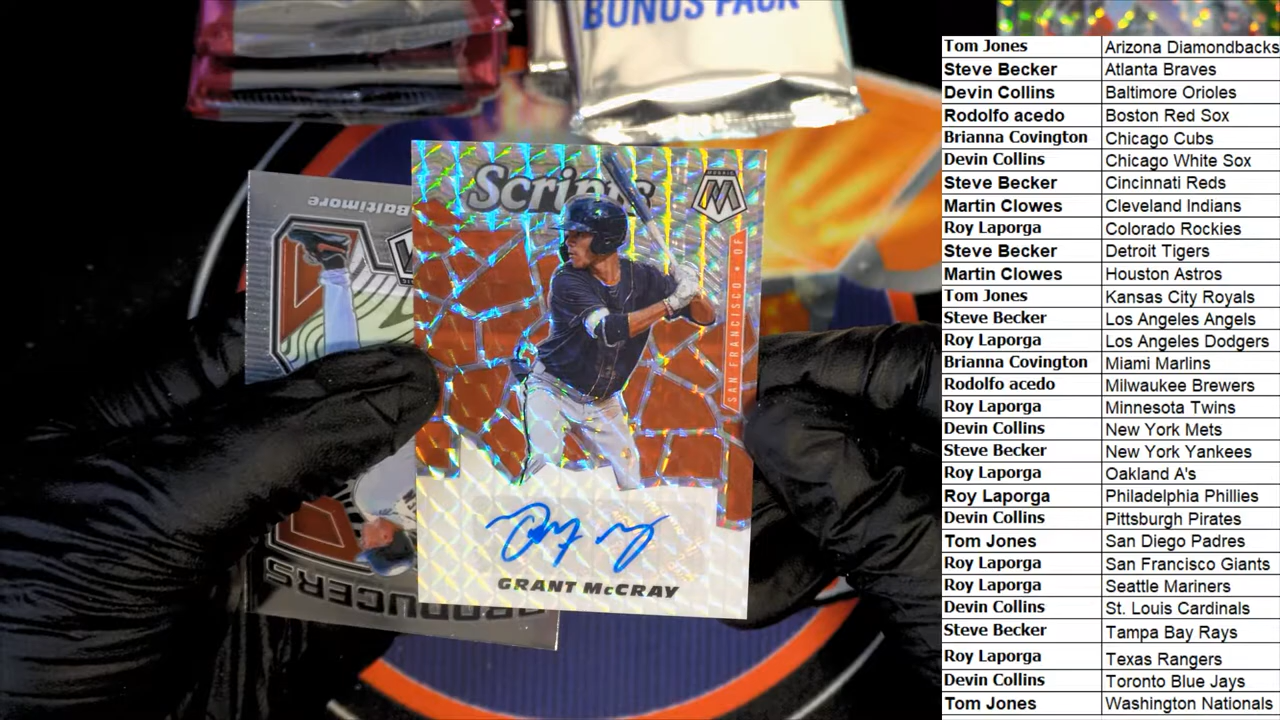 BONUS PACK
Baltimore
Scripts
MOSAIC
M
SAN FRANCISCO • OF
GRANT McCRAY
PRODUCERS
Tom Jones Arizona Diamondbacks
Steve Becker Atlanta Braves
Devin Collins Baltimore Orioles
Rodolfo acedo Boston Red Sox
Brianna Covington Chicago Cubs
Devin Collins Chicago White Sox
Steve Becker Cincinnati Reds
Martin Clowes Cleveland Indians
Roy Laporga Colorado Rockies
Steve Becker Detroit Tigers
Martin Clowes Houston Astros
Tom Jones Kansas City Royals
Steve Becker Los Angeles Angels
Roy Laporga Los Angeles Dodgers
Brianna Covington Miami Marlins
Rodolfo acedo Milwaukee Brewers
Roy Laporga Minnesota Twins
Devin Collins New York Mets
Steve Becker New York Yankees
Roy Laporga Oakland A's
Roy Laporga Philadelphia Phillies
Devin Collins Pittsburgh Pirates
Tom Jones San Diego Padres
Roy Laporga San Francisco Giants
Roy Laporga Seattle Mariners
Devin Collins St. Louis Cardinals
Steve Becker Tampa Bay Rays
Roy Laporga Texas Rangers
Devin Collins Toronto Blue Jays
Tom Jones Washington Nationals